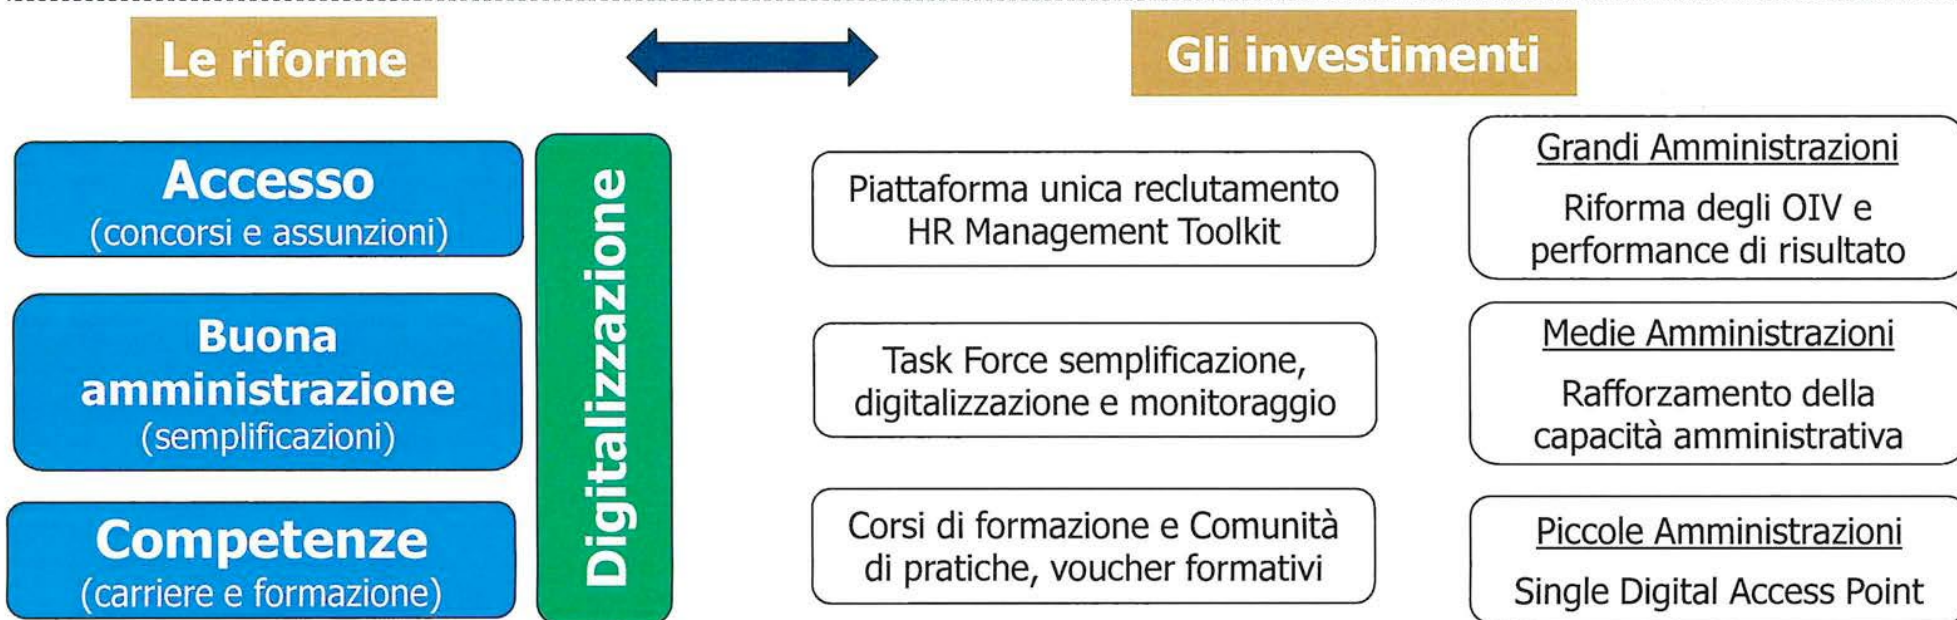 Le riforme
Gli investimenti
Accesso
(concorsi e assunzioni)
Buona
amministrazione
(semplificazioni)
Competenze
(carriere e formazione)
Digitalizzazione
Piattaforma unica reclutamento
HR Management Toolkit
Task Force semplificazione,
digitalizzazione e monitoraggio
Corsi di formazione e Comunità
di pratiche, voucher formativi
Grandi Amministrazioni
Riforma degli OIV e
performance di risultato
Medie Amministrazioni
Rafforzamento della
capacità amministrativa
Piccole Amministrazioni
Single Digital Access Point